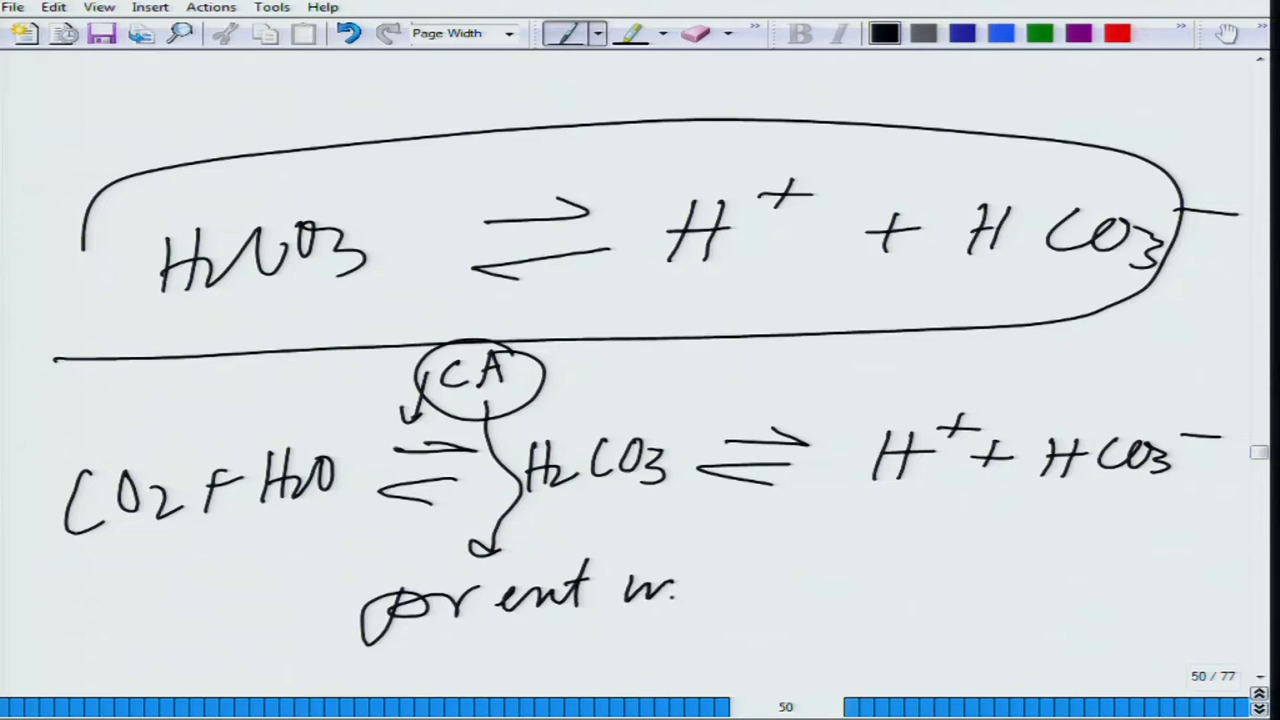 File Edit View Insert Actions Tools Help
Page Width
H2CO3 ⇌ H+ + HCO3−
CA
CO2 + H2O ⇌ H2CO3 ⇌ H+ + HCO3−
50 / 77
50